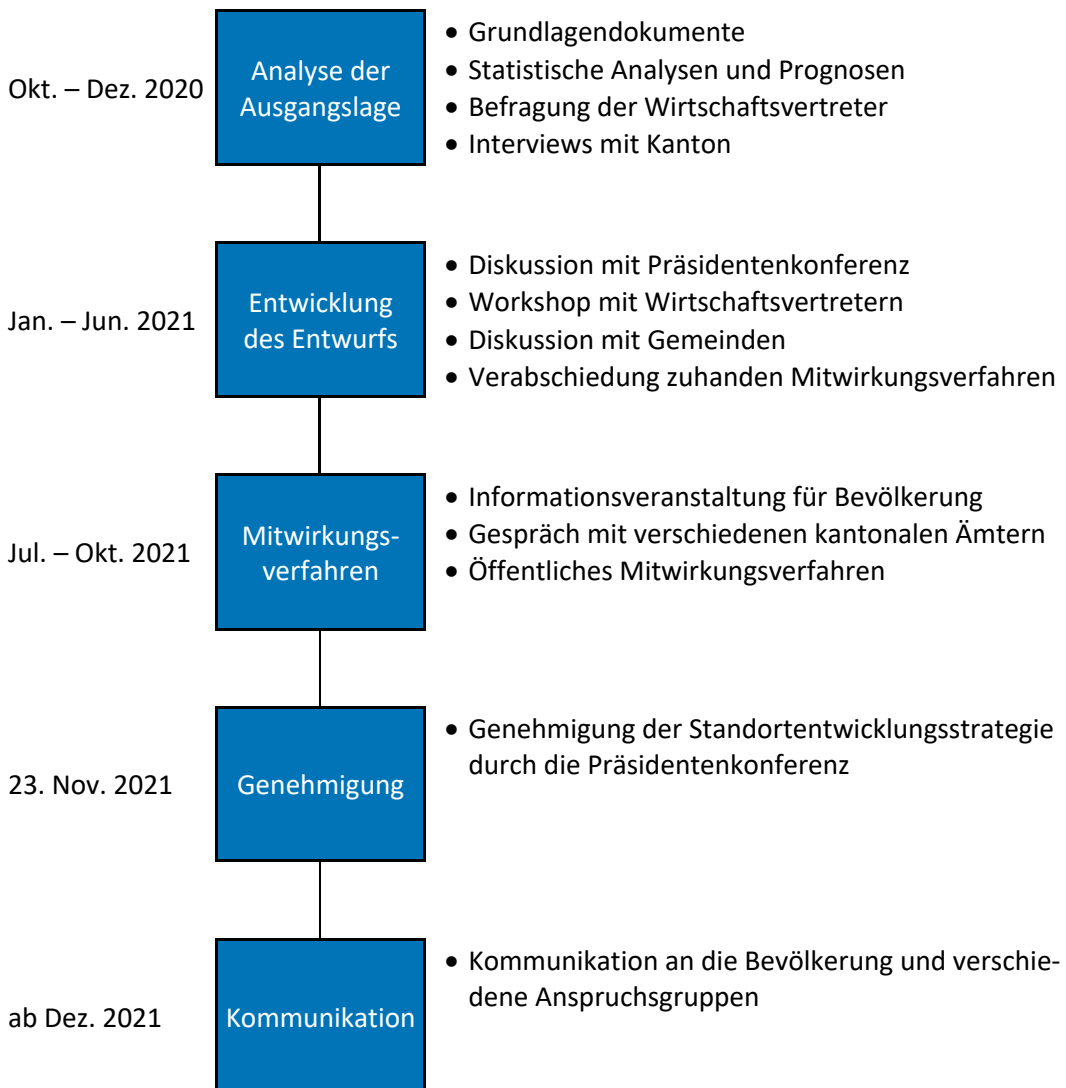 Okt. – Dez. 2020
Analyse der
Ausgangslage
• Grundlagendokumente
• Statistische Analysen und Prognosen
• Befragung der Wirtschaftsvertreter
• Interviews mit Kanton
Jan. – Jun. 2021
Entwicklung
des Entwurfs
• Diskussion mit Präsidentenkonferenz
• Workshop mit Wirtschaftsvertretern
• Diskussion mit Gemeinden
• Verabschiedung zuhanden Mitwirkungsverfahren
Jul. – Okt. 2021
Mitwirkungs-
verfahren
• Informationsveranstaltung für Bevölkerung
• Gespräch mit verschiedenen kantonalen Ämtern
• Öffentliches Mitwirkungsverfahren
23. Nov. 2021
Genehmigung
• Genehmigung der Standortentwicklungsstrategie
durch die Präsidentenkonferenz
ab Dez. 2021
Kommunikation
• Kommunikation an die Bevölkerung und verschie-
dene Anspruchsgruppen